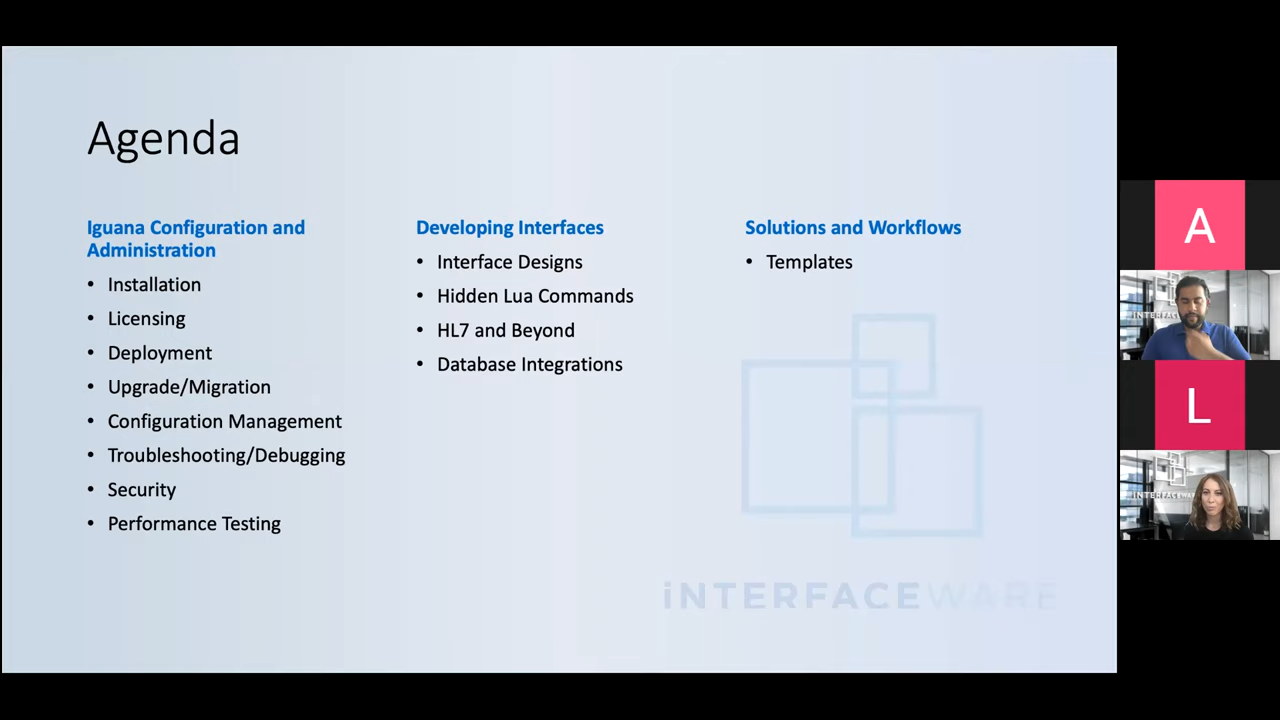 Agenda
Iguana Configuration and
Administration
• Installation
• Licensing
• Deployment
• Upgrade/Migration
• Configuration Management
• Troubleshooting/Debugging
• Security
• Performance Testing
Developing Interfaces
• Interface Designs
• Hidden Lua Commands
• HL7 and Beyond
• Database Integrations
Solutions and Workflows
• Templates
iNTERFACEWARE
A
L